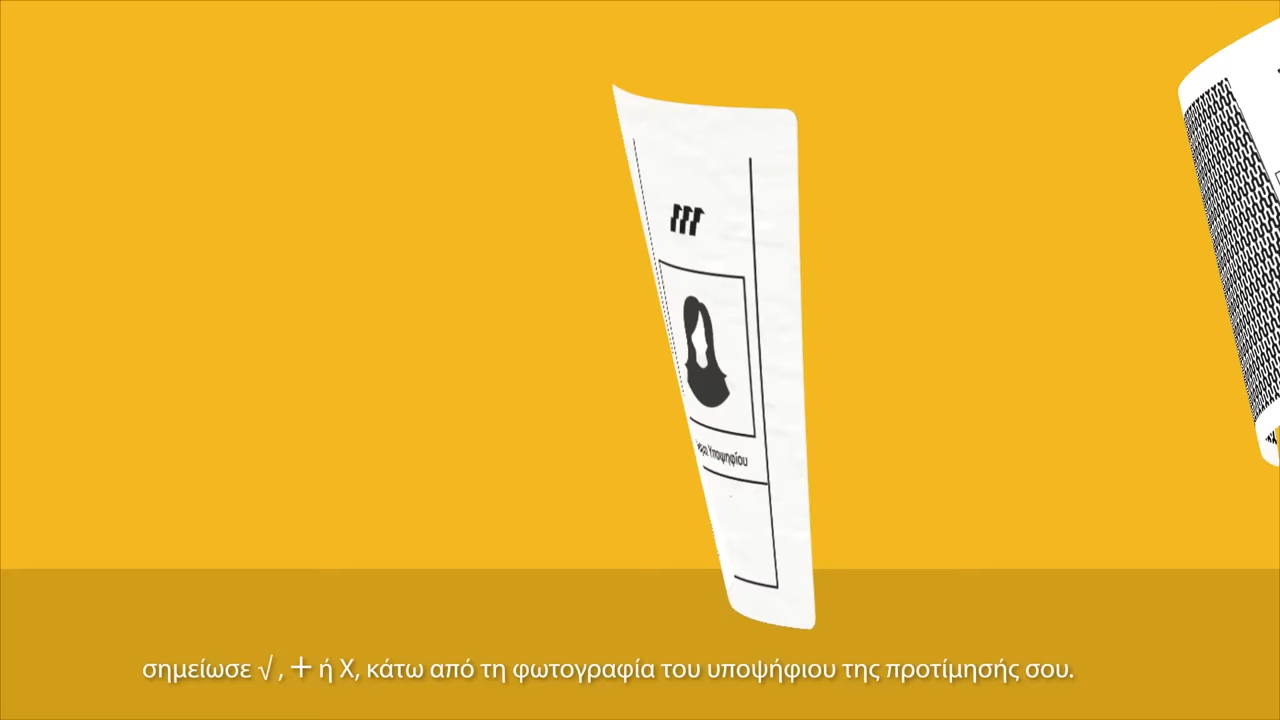 Υποψηφίου
σημείωσε √ , + ή Χ, κάτω από τη φωτογραφία του υποψήφιου της προτίμησής σου.